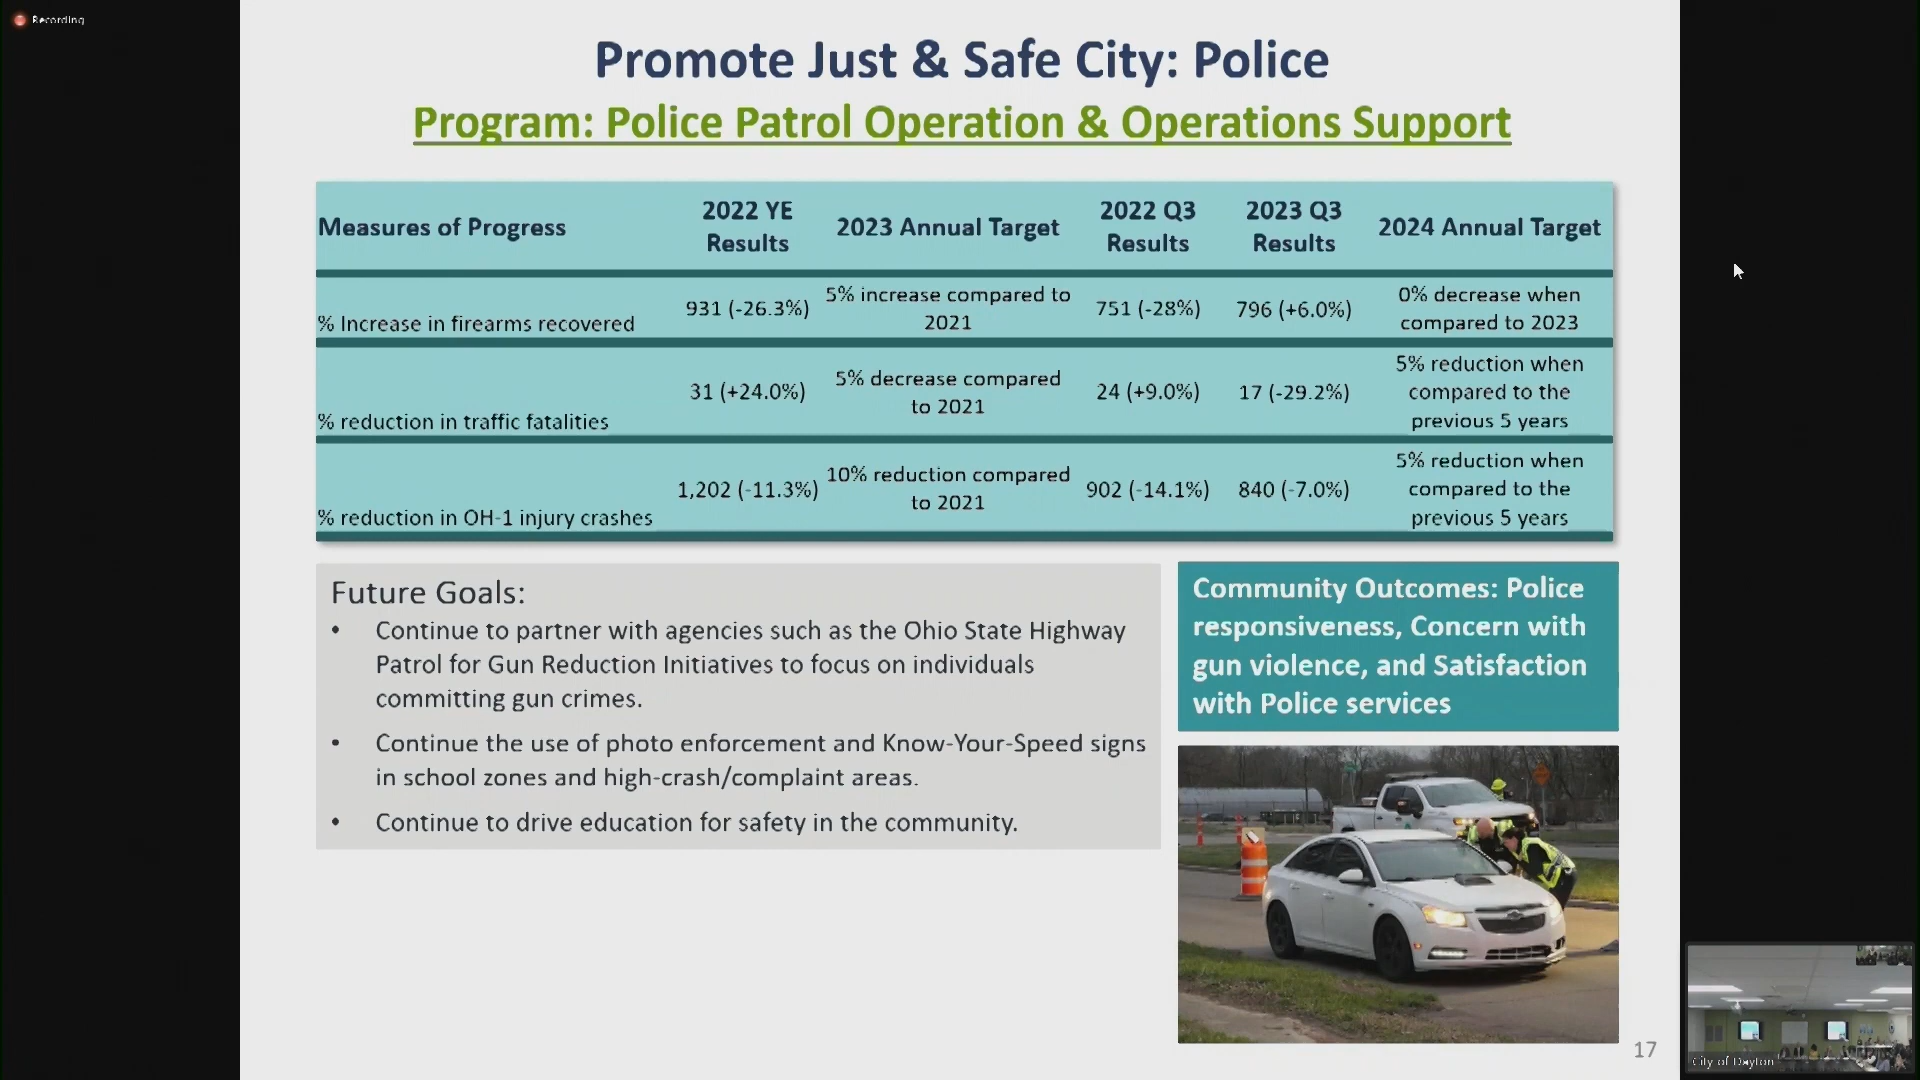 Recording
Promote Just & Safe City: Police
Program: Police Patrol Operation & Operations Support
Measures of Progress
2022 YE
Results
2023 Annual Target
2022 Q3
Results
2023 Q3
Results
2024 Annual Target
% Increase in firearms recovered
931 (-26.3%)
5% increase compared to
2021
751 (-28%)
796 (+6.0%)
0% decrease when
compared to 2023
% reduction in traffic fatalities
31 (+24.0%)
5% decrease compared
to 2021
24 (+9.0%)
17 (-29.2%)
5% reduction when
compared to the
previous 5 years
% reduction in OH-1 injury crashes
1,202 (-11.3%)
10% reduction compared
to 2021
902 (-14.1%)
840 (-7.0%)
5% reduction when
compared to the
previous 5 years
Future Goals:
• Continue to partner with agencies such as the Ohio State Highway
Patrol for Gun Reduction Initiatives to focus on individuals
committing gun crimes.
• Continue the use of photo enforcement and Know-Your-Speed signs
in school zones and high-crash/complaint areas.
• Continue to drive education for safety in the community.
Community Outcomes: Police
responsiveness, Concern with
gun violence, and Satisfaction
with Police services
17
City of Dayton